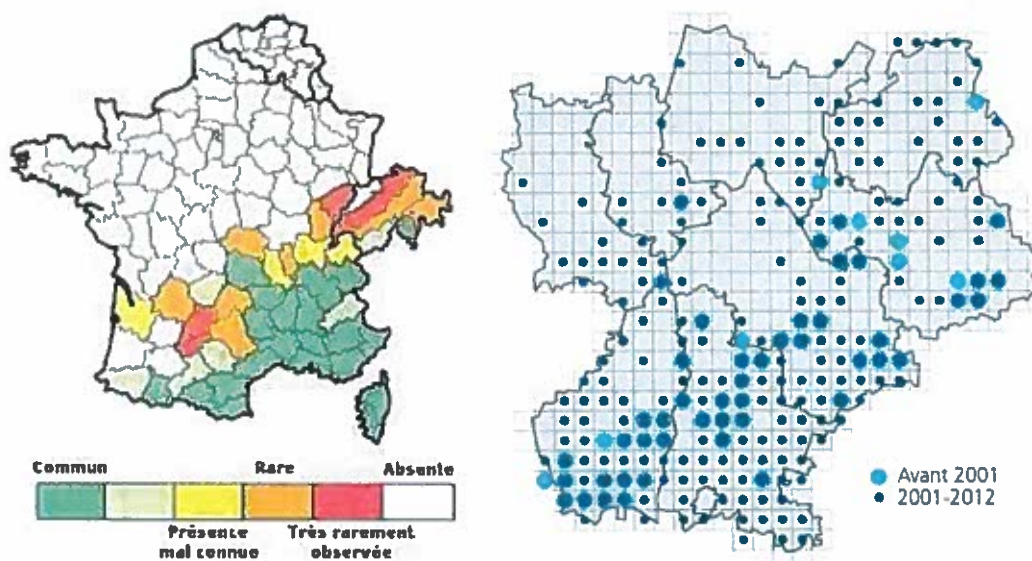 Commun Rare Absente
Présence
mal connue
Très rarement
observée
Avant 2001
2001-2012